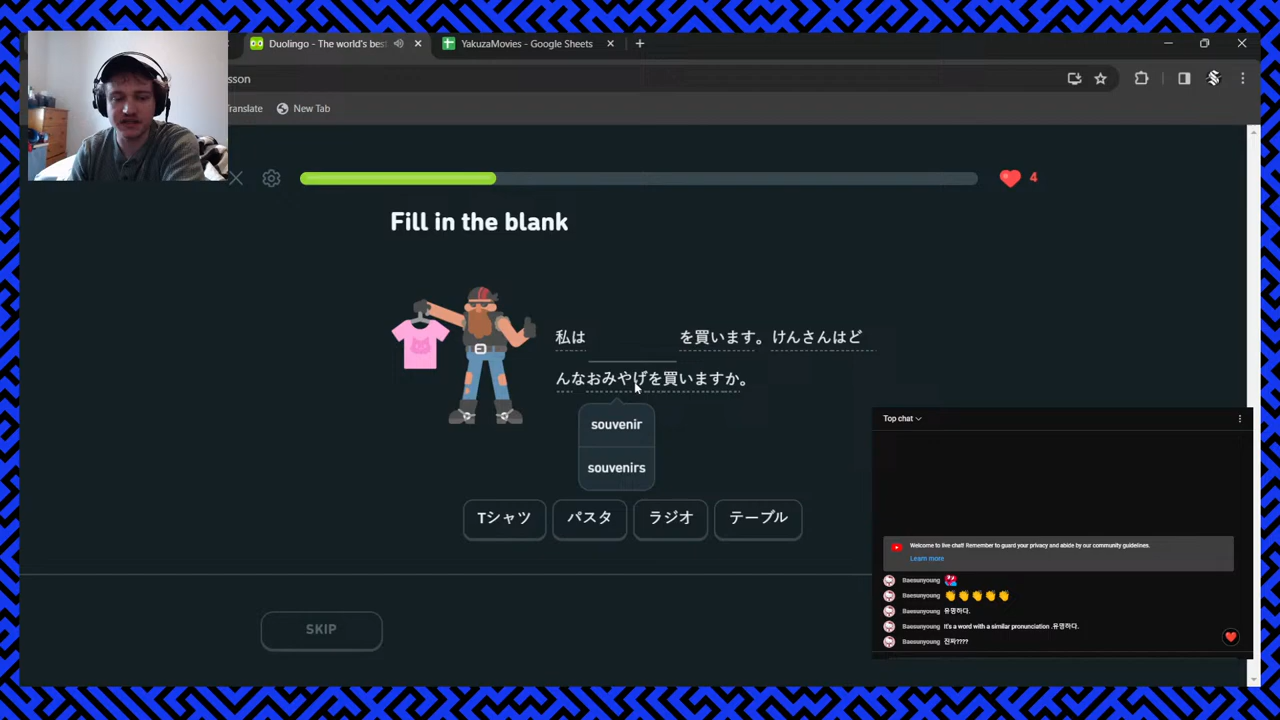 Duolingo - The world's bes
YakuzaMovies - Google Sheets
sson
Translate
New Tab
4
Fill in the blank
私は を買います。けんさんはど
んなおみやげを買いますか。
souvenir
souvenirs
Tシャツ
パスタ
ラジオ
テーブル
SKIP
Top chat
Welcome to live chat! Remember to guard your privacy and abide by our community guidelines.
Learn more
Baesunyoung
Baesunyoung
Baesunyoung 유명하다.
Baesunyoung It's a word with a similar pronunciation .유명하다.
Baesunyoung 진짜????